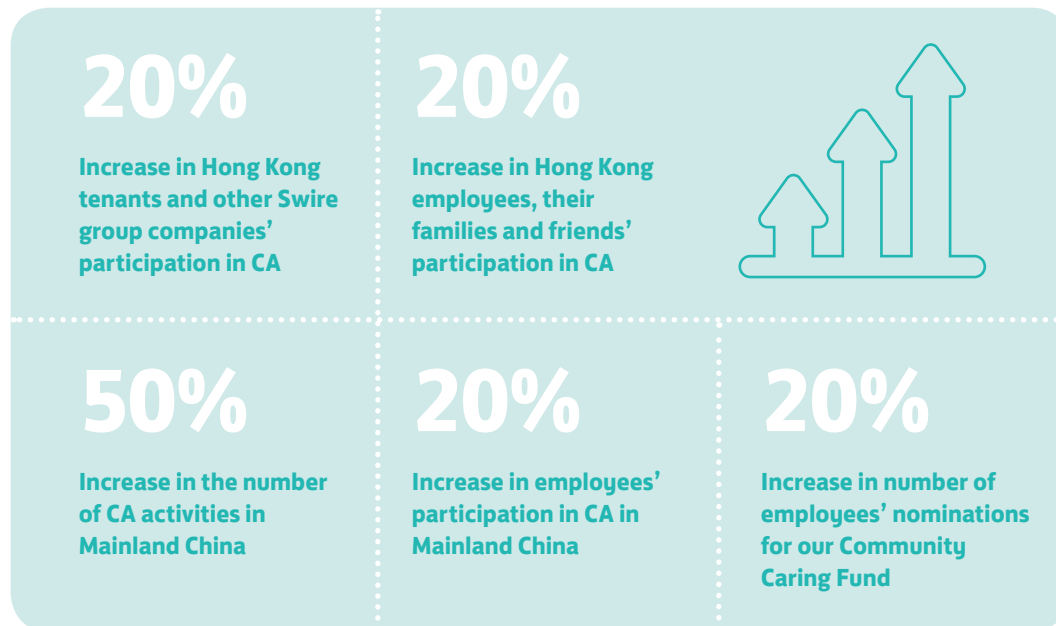 20%
Increase in Hong Kong
tenants and other Swire
group companies’
participation in CA
20%
Increase in Hong Kong
employees, their
families and friends’
participation in CA
50%
Increase in the number
of CA activities in
Mainland China
20%
Increase in employees’
participation in CA in
Mainland China
20%
Increase in number of
employees’ nominations
for our Community
Caring Fund